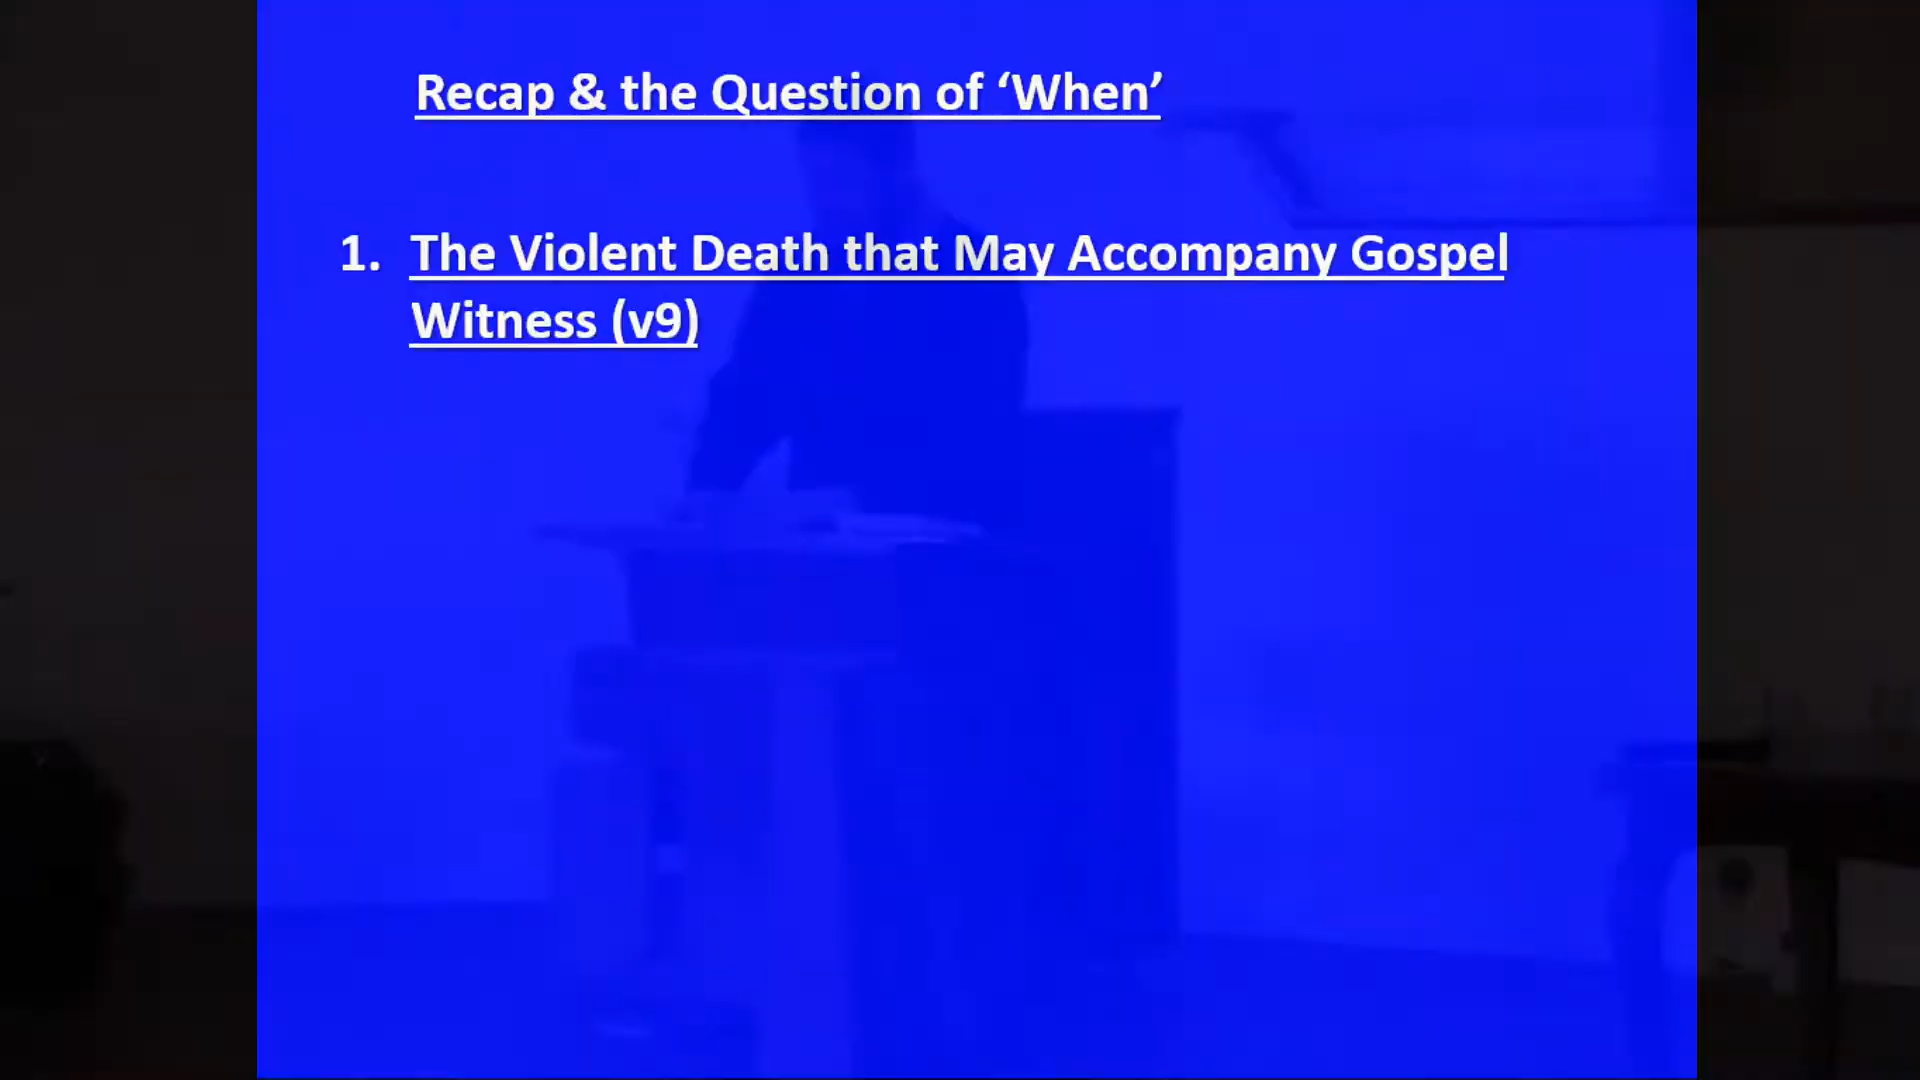 Recap & the Question of ‘When’
1. The Violent Death that May Accompany Gospel
Witness (v9)